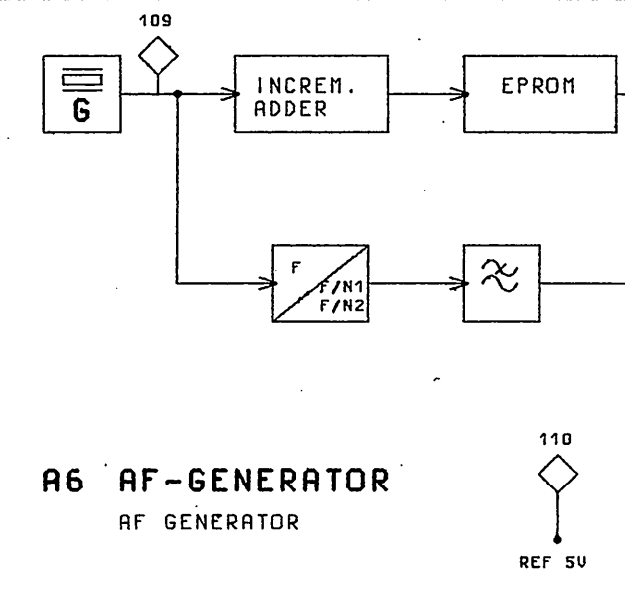 109
G
INCREM.
ADDER
EPROM
F
F/N1
F/N2
110
A6 AF-GENERATOR
AF GENERATOR
REF 5V